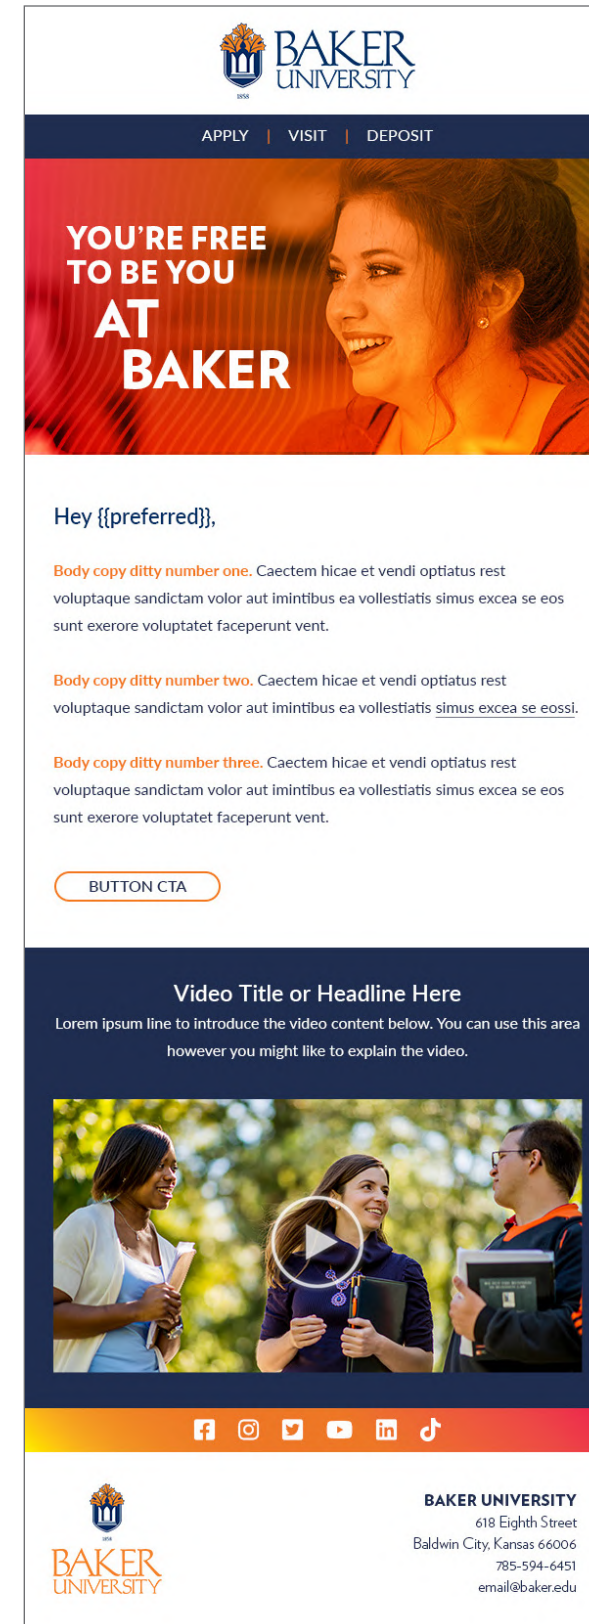 BAKER
UNIVERSITY
1858
APPLY | VISIT | DEPOSIT
YOU'RE FREE
TO BE YOU
AT
BAKER
Hey {{preferred}},
Body copy ditty number one. Caectem hicae et vendi optiatus rest
voluptaque sandictam volor aut imintibus ea vollestiatis simus excea se eos
sunt exerore voluptatet faceperunt vent.
Body copy ditty number two. Caectem hicae et vendi optiatus rest
voluptaque sandictam volor aut imintibus ea vollestiatis simus excea se eossi.
Body copy ditty number three. Caectem hicae et vendi optiatus rest
voluptaque sandictam volor aut imintibus ea vollestiatis simus excea se eos
sunt exerore voluptatet faceperunt vent.
BUTTON CTA
Video Title or Headline Here
Lorem ipsum line to introduce the video content below. You can use this area
however you might like to explain the video.
1858
BAKER
UNIVERSITY
BAKER UNIVERSITY
618 Eighth Street
Baldwin City, Kansas 66006
785-594-6451
email@baker.edu